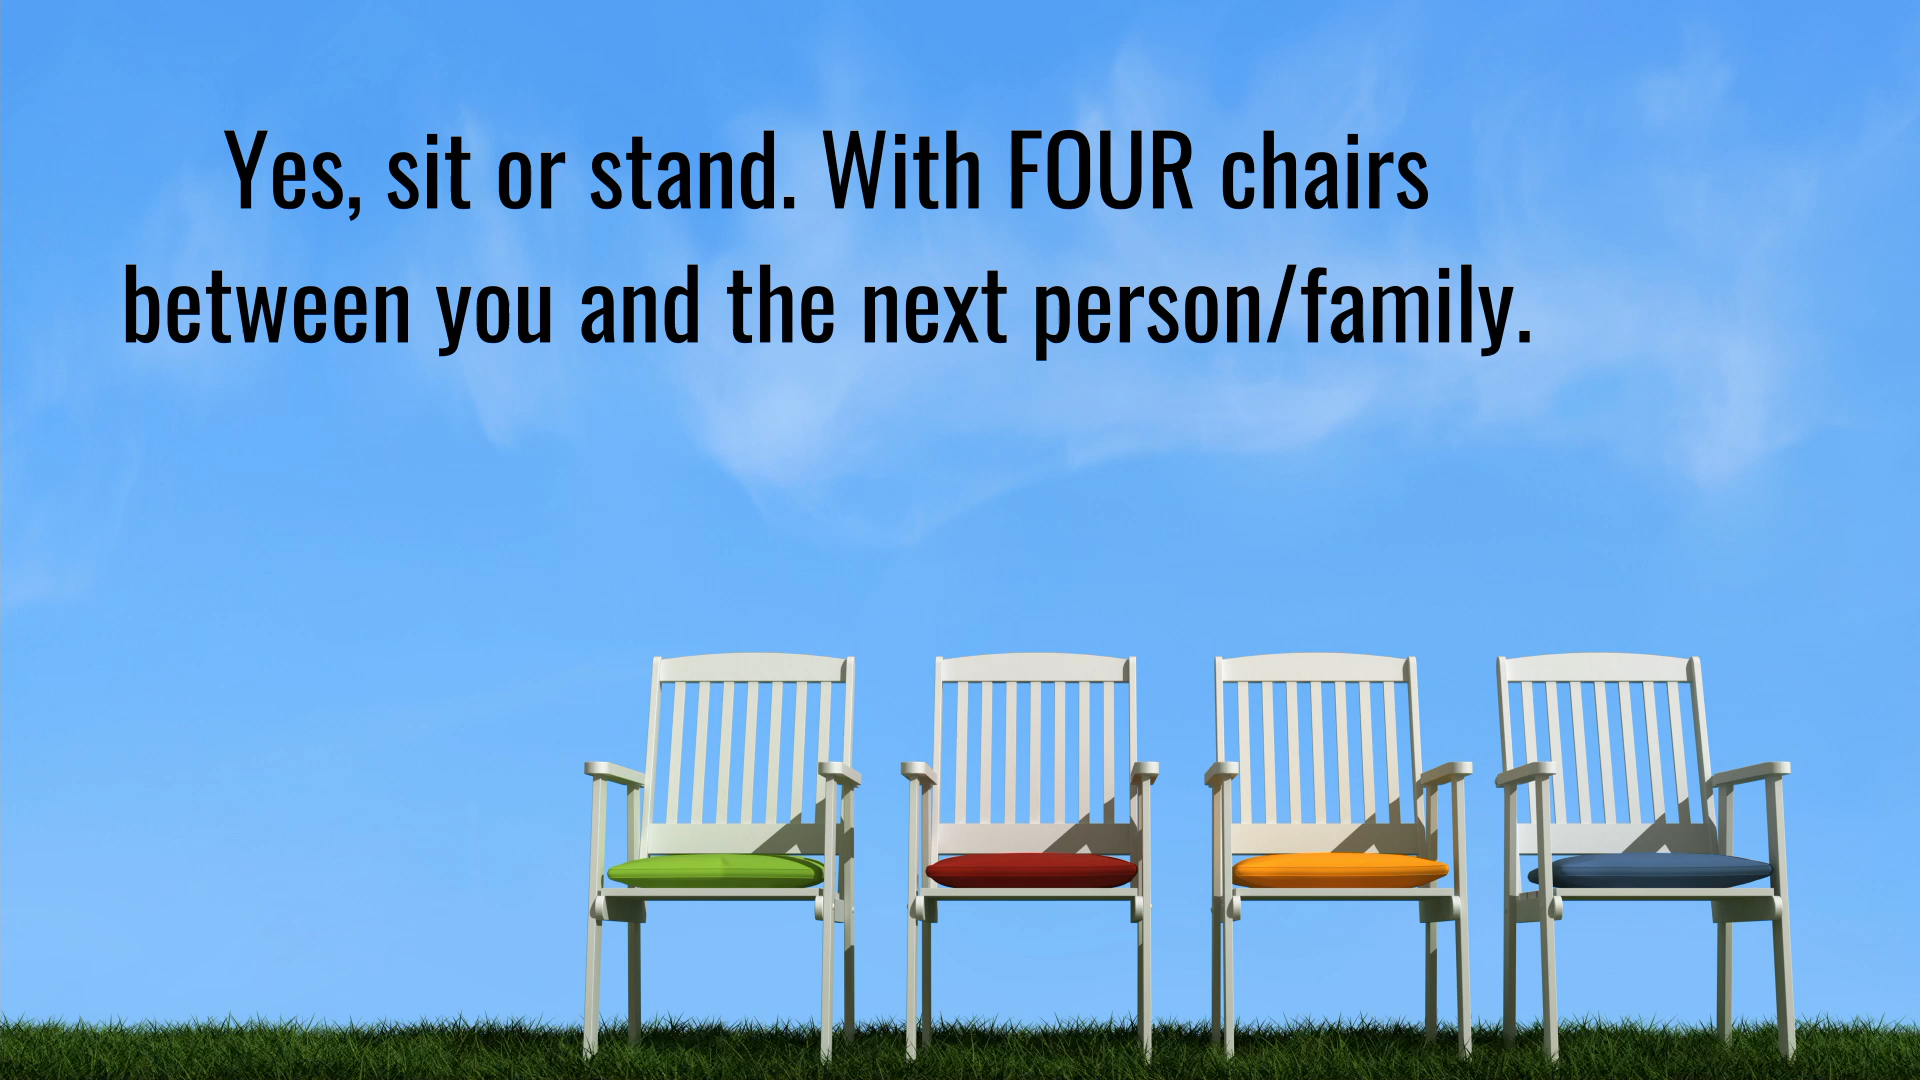 Yes, sit or stand. With FOUR chairs
between you and the next person/family.